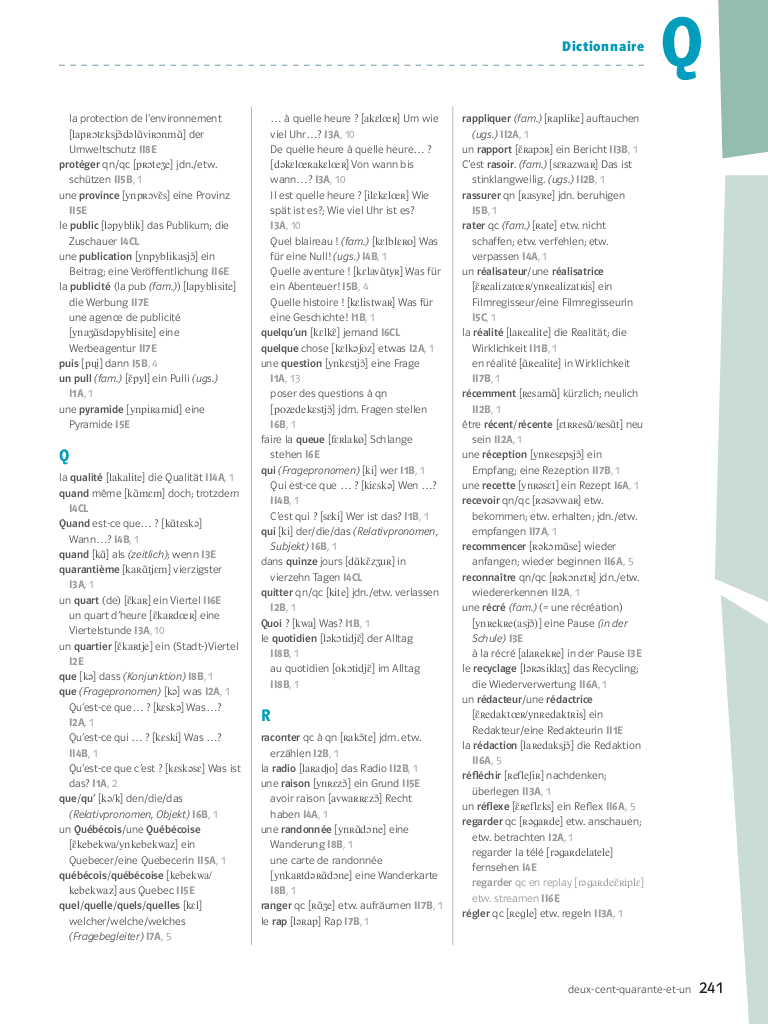 Dictionnaire
Q
la protection de l'environnement
[lapʀɔtɛksjɔ̃dəlɑ̃viʀɔnmɑ̃] der
Umweltschutz II8E
protéger qn/qc [pʀɔteʒe] jdn./etw.
schützen II5B, 1
une province [ynpʀɔvɛ̃s] eine Provinz
II5E
le public [ləpyblik] das Publikum; die
Zuschauer I4CL
une publication [ynpyblikasjɔ̃] ein
Beitrag; eine Veröffentlichung II6E
la publicité (la pub (fam.)) [lapyblisite]
die Werbung II7E
une agence de publicité
[ynaʒɑ̃sdəpyblisite] eine
Werbeagentur II7E
puis [pɥi] dann I5B, 4
un pull (fam.) [ɛ̃pyl] ein Pulli (ugs.)
I1A, 1
une pyramide [ynpiʀamid] eine
Pyramide I5E
Q
la qualité [lakalite] die Qualität II4A, 1
quand même [kɑ̃mɛm] doch; trotzdem
I4CL
Quand est-ce que… ? [kɑ̃tɛskə]
Wann…? I4B, 1
quand [kɑ̃] als (zeitlich); wenn I3E
quarantième [kaʀɑ̃tjɛm] vierzigster
I3A, 1
un quart (de) [ɛ̃kaʀ] ein Viertel II6E
un quart d'heure [ɛ̃kaʀdœʀ] eine
Viertelstunde I3A, 10
un quartier [ɛ̃kaʀtje] ein (Stadt-)Viertel
I2E
que [kə] dass (Konjunktion) I8B, 1
que (Fragepronomen) [kə] was I2A, 1
Qu'est-ce que… ? [kɛskə] Was…?
I2A, 1
Qu'est-ce qui … ? [kɛski] Was …?
II4B, 1
Qu'est-ce que c'est ? [kɛskəsɛ] Was ist
das? I1A, 2
que/qu' [kə/k] den/die/das
(Relativpronomen, Objekt) I6B, 1
un Québécois/une Québécoise
[ɛ̃kebekwa/ynkebekwaz] ein
Quebecer/eine Quebecerin II5A, 1
québécois/québécoise [kebekwa/
kebekwaz] aus Quebec II5E
quel/quelle/quels/quelles [kɛl]
welcher/welche/welches
(Fragebegleiter) I7A, 5
… à quelle heure ? [akɛlœʀ] Um wie
viel Uhr…? I3A, 10
De quelle heure à quelle heure… ?
[dəkɛlœʀakɛlœʀ] Von wann bis
wann…? I3A, 10
Il est quelle heure ? [ilɛkɛlœʀ] Wie
spät ist es?; Wie viel Uhr ist es?
I3A, 10
Quel blaireau ! (fam.) [kɛlblɛʀo] Was
für eine Null! (ugs.) I4B, 1
Quelle aventure ! [kɛlavɑ̃tyʀ] Was für
ein Abenteuer! I5B, 4
Quelle histoire ! [kɛlistwaʀ] Was für
eine Geschichte! I1B, 1
quelqu'un [kɛlkɛ̃] jemand I6CL
quelque chose [kɛlkəʃoz] etwas I2A, 1
une question [ynkɛstjɔ̃] eine Frage
I1A, 13
poser des questions à qn
[pozedekɛstjɔ̃] jdm. Fragen stellen
I6B, 1
faire la queue [fɛʀlakø] Schlange
stehen I6E
qui (Fragepronomen) [ki] wer I1B, 1
Qui est-ce que … ? [kiɛskə] Wen …?
II4B, 1
C'est qui ? [sɛki] Wer ist das? I1B, 1
qui [ki] der/die/das (Relativpronomen,
Subjekt) I6B, 1
dans quinze jours [dɑ̃kɛ̃zʒuʀ] in
vierzehn Tagen I4CL
quitter qn/qc [kite] jdn./etw. verlassen
I2B, 1
Quoi ? [kwa] Was? I1B, 1
le quotidien [ləkɔtidjɛ̃] der Alltag
II8B, 1
au quotidien [okɔtidjɛ̃] im Alltag
II8B, 1
R
raconter qc à qn [ʀakɔ̃te] jdm. etw.
erzählen I2B, 1
la radio [laʀadjo] das Radio II2B, 1
une raison [ynʀɛzɔ̃] ein Grund II5E
avoir raison [avwaʀʀɛzɔ̃] Recht
haben I4A, 1
une randonnée [ynʀɑ̃dɔne] eine
Wanderung I8B, 1
une carte de randonnée
[ynkaʀtdəʀɑ̃dɔne] eine Wanderkarte
I8B, 1
ranger qc [ʀɑ̃ʒe] etw. aufräumen II7B, 1
le rap [ləʀap] Rap I7B, 1
rappliquer (fam.) [ʀaplike] auftauchen
(ugs.) II2A, 1
un rapport [ɛ̃ʀapɔʀ] ein Bericht II3B, 1
C'est rasoir. (fam.) [sɛʀazwaʀ] Das ist
stinklangweilig. (ugs.) II2B, 1
rassurer qn [ʀasyʀe] jdn. beruhigen
I5B, 1
rater qc (fam.) [ʀate] etw. nicht
schaffen; etw. verfehlen; etw.
verpassen I4A, 1
un réalisateur/une réalisatrice
[ɛ̃ʀealizatœʀ/ynʀealizatʀis] ein
Filmregisseur/eine Filmregisseurin
I5C, 1
la réalité [laʀealite] die Realität; die
Wirklichkeit II1B, 1
en réalité [ɑ̃ʀealite] in Wirklichkeit
II7B, 1
récemment [ʀesamɑ̃] kürzlich; neulich
II2B, 1
être récent/récente [ɛtʀʀesɑ̃/ʀesɑ̃t] neu
sein II2A, 1
une réception [ynʀesɛpsjɔ̃] ein
Empfang; eine Rezeption II7B, 1
une recette [ynʀəsɛt] ein Rezept I6A, 1
recevoir qn/qc [ʀəsəvwaʀ] etw.
bekommen; etw. erhalten; jdn./etw.
empfangen II7A, 1
recommencer [ʀəkɔmɑ̃se] wieder
anfangen; wieder beginnen II6A, 5
reconnaître qn/qc [ʀəkɔnɛtʀ] jdn./etw.
wiedererkennen II2A, 1
une récré (fam.) (= une récréation)
[ynʀekʀe(asjɔ̃)] eine Pause (in der
Schule) I3E
à la récré [alaʀekʀe] in der Pause I3E
le recyclage [ləʀəsiklaʒ] das Recycling;
die Wiederverwertung II6A, 1
un rédacteur/une rédactrice
[ɛ̃ʀedaktœʀ/ynʀedaktʀis] ein
Redakteur/eine Redakteurin II1E
la rédaction [laʀedaksjɔ̃] die Redaktion
II6A, 5
réfléchir [ʀefleʃiʀ] nachdenken;
überlegen II3A, 1
un réflexe [ɛ̃ʀeflɛks] ein Reflex II6A, 5
regarder qc [ʀəgaʀde] etw. anschauen;
etw. betrachten I2A, 1
regarder la télé [ʀəgaʀdelatele]
fernsehen I4E
regarder qc en replay [ʀəgaʀdeɛ̃ʀiplɛ]
etw. streamen II6E
régler qc [ʀegle] etw. regeln II3A, 1
deux-cent-quarante-et-un 241